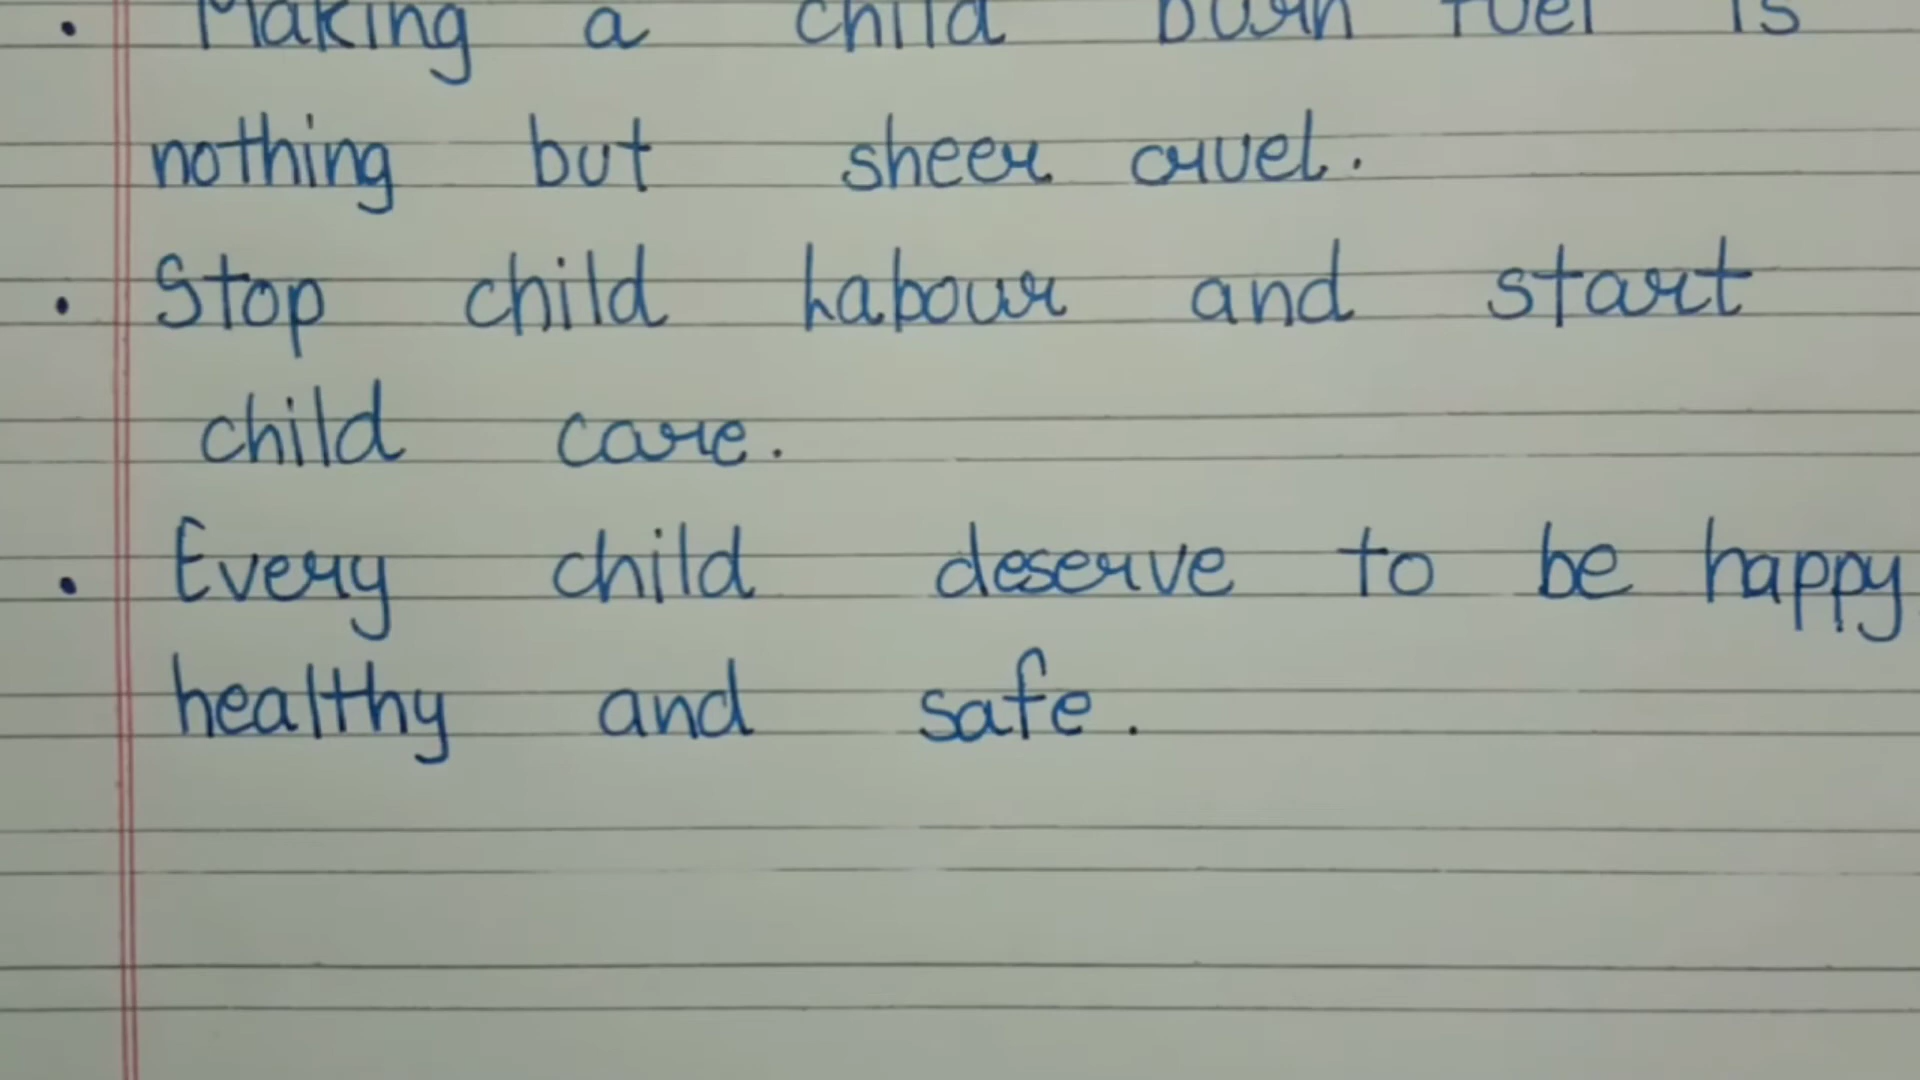 . Making a child burn fuel is
nothing but sheer cruel.
. Stop child labour and start
child care.
. Every child deserve to be happy
healthy and safe.